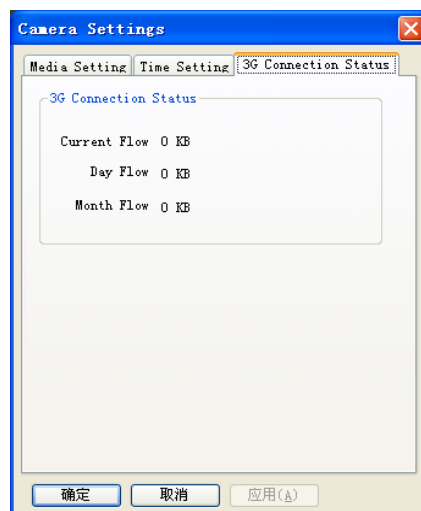 Camera Settings
Media Setting Time Setting 3G Connection Status
3G Connection Status
Current Flow 0 KB
Day Flow 0 KB
Month Flow 0 KB
确定 取消 应用(A)